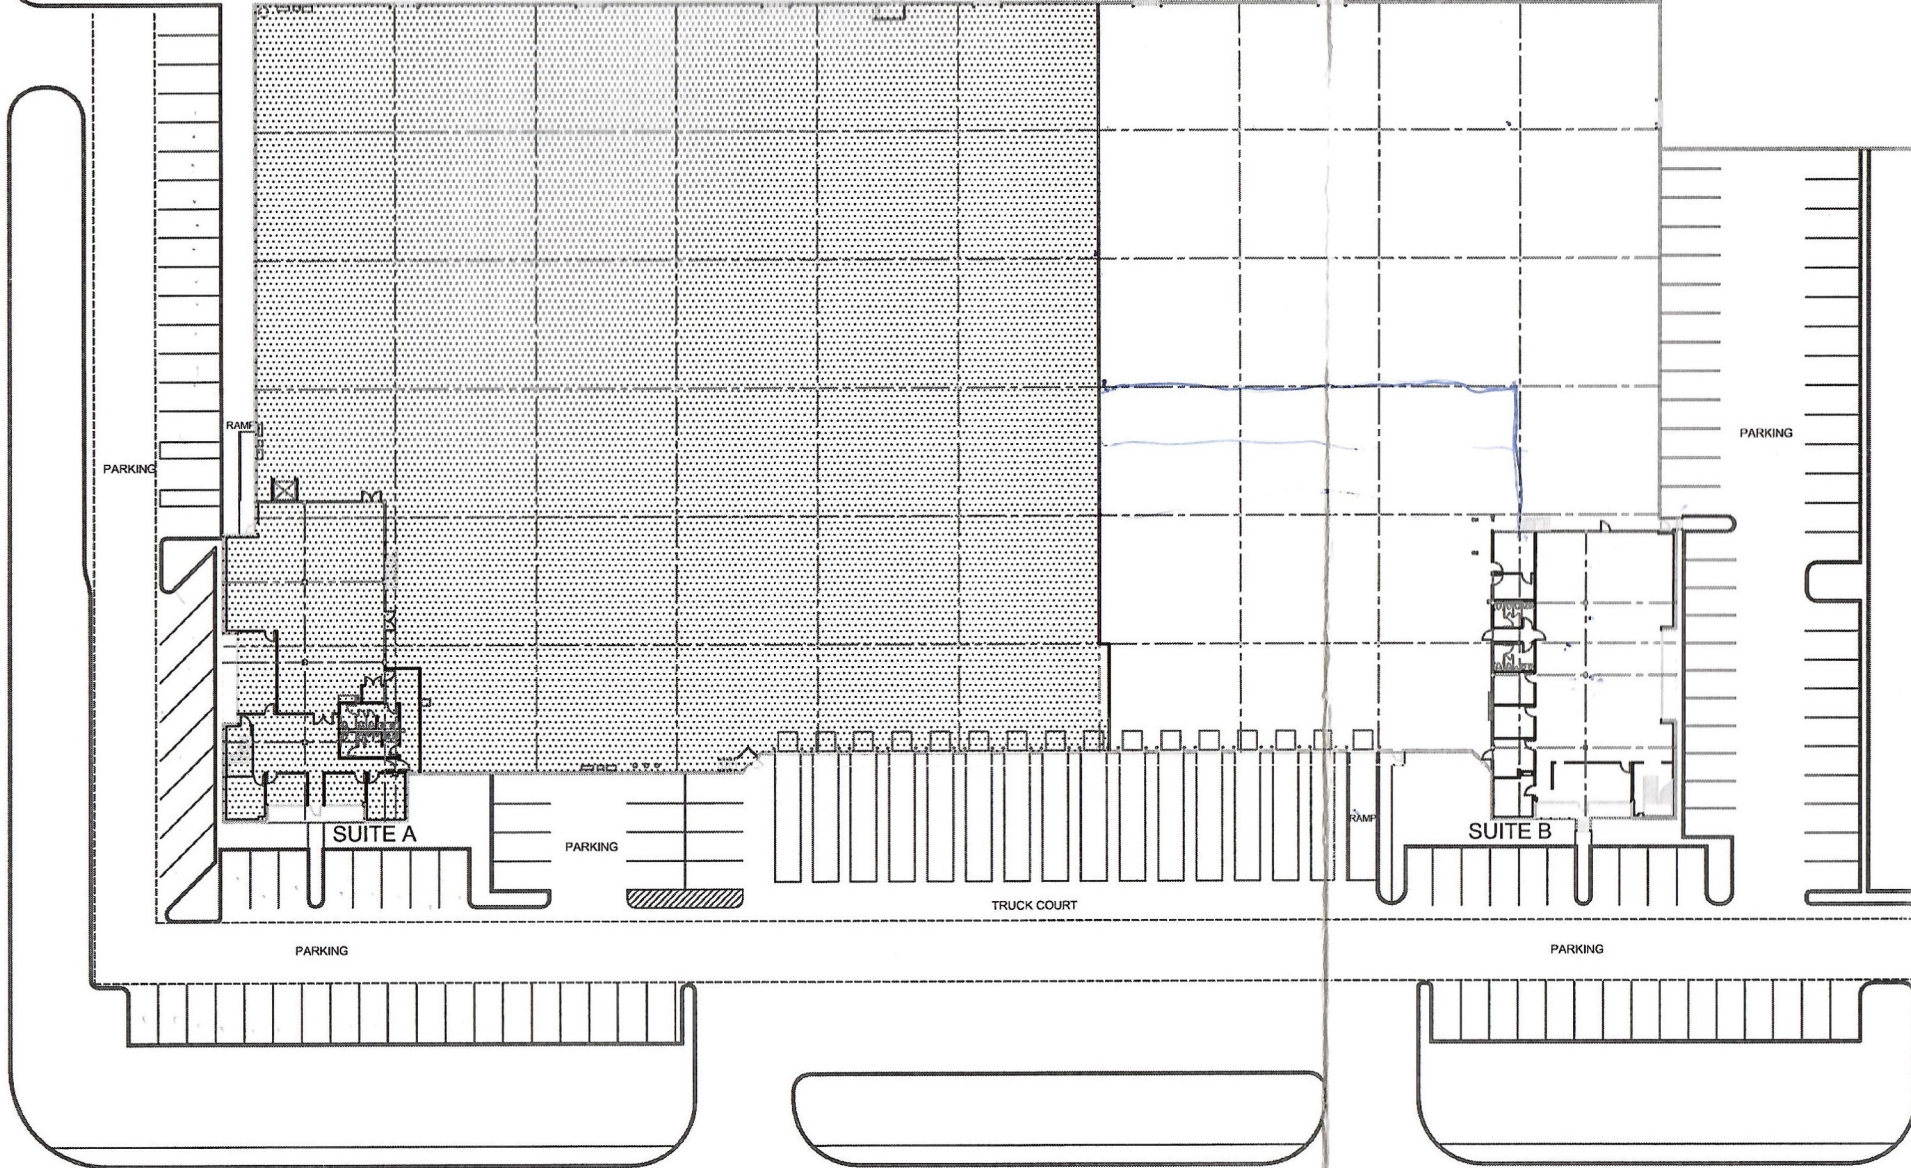 RAMP
PARKING
PARKING
SUITE A
SUITE B
PARKING
RAMP
TRUCK COURT
PARKING
PARKING